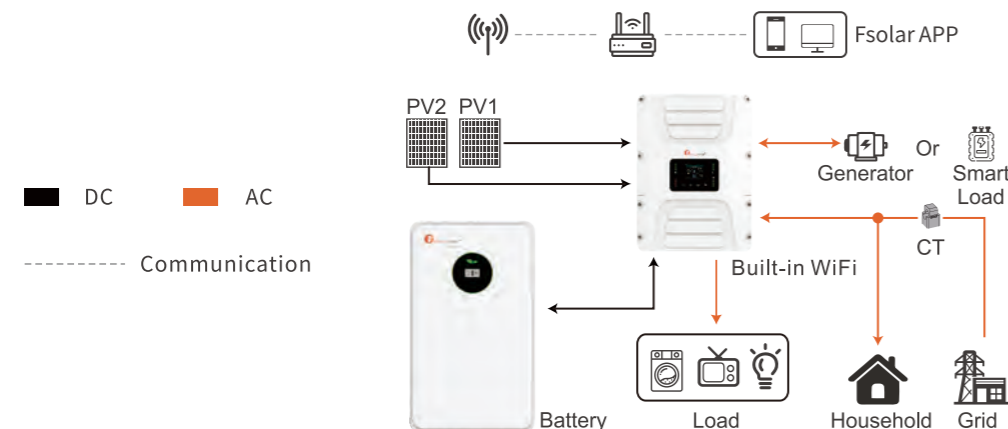 Fsolar APP
PV2 PV1
Generator
Or
Smart
Load
DC
AC
CT
Communication
Built-in WiFi
Battery
Load
Household
Grid